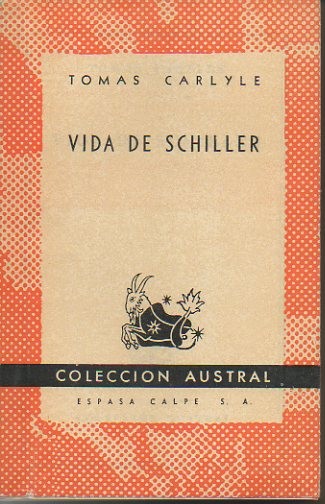 TOMAS CARLYLE
VIDA DE SCHILLER
COLECCION AUSTRAL
ESPASA CALPE S. A.